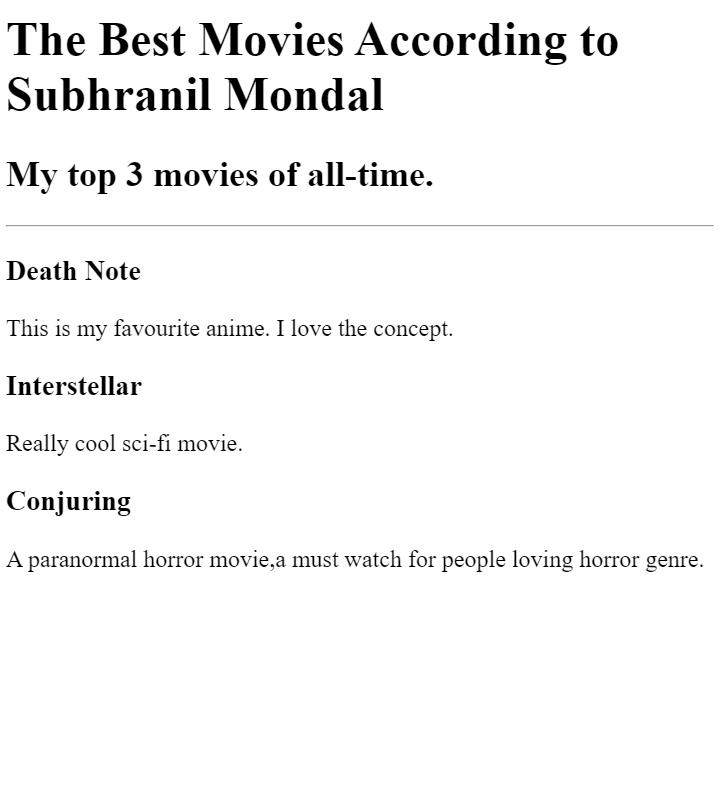 The Best Movies According to
Subhranil Mondal
My top 3 movies of all-time.
Death Note
This is my favourite anime. I love the concept.
Interstellar
Really cool sci-fi movie.
Conjuring
A paranormal horror movie,a must watch for people loving horror genre.